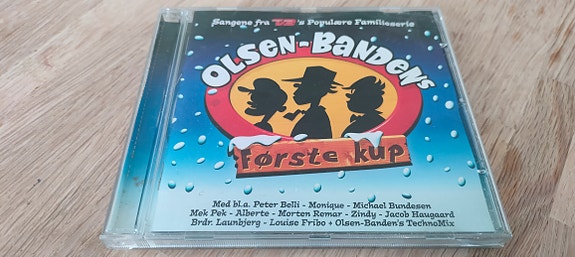 Sangene fra TV2's Populære Familieserie
OLSEN-BANDENs
Første kup
Med bl.a. Peter Belli - Monique - Michael Bundesen
Mek Pek - Alberte - Morten Remar - Zindy - Jacob Haugaard
Brdr. Launbjerg - Louise Fribo + Olsen-Banden's TechnoMix